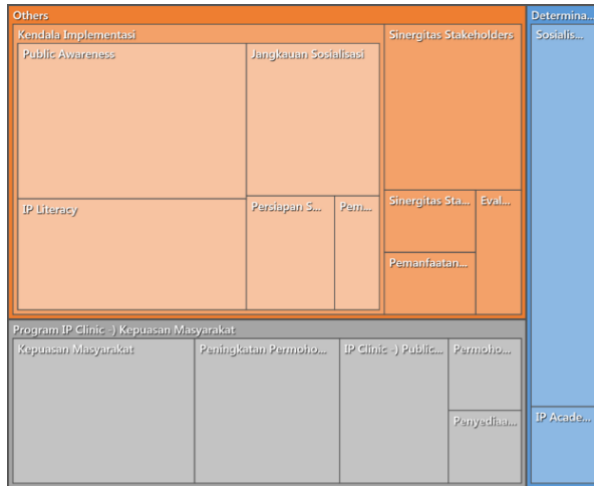 Others
Kendala Implementasi
Public Awareness
Jangkauan Sosialisasi
IP Literacy
Persiapan S...
Pem...
Sinergitas Stakeholders
Sinergitas Sta...
Eval...
Pemanfaatan...
Program IP Clinic -) Kepuasan Masyarakat
Kepuasan Masyarakat
Peningkatan Permoho...
IP Clinic -) Public...
Permoho...
Penyediaa...
Determina...
Sosialis...
IP Acade...